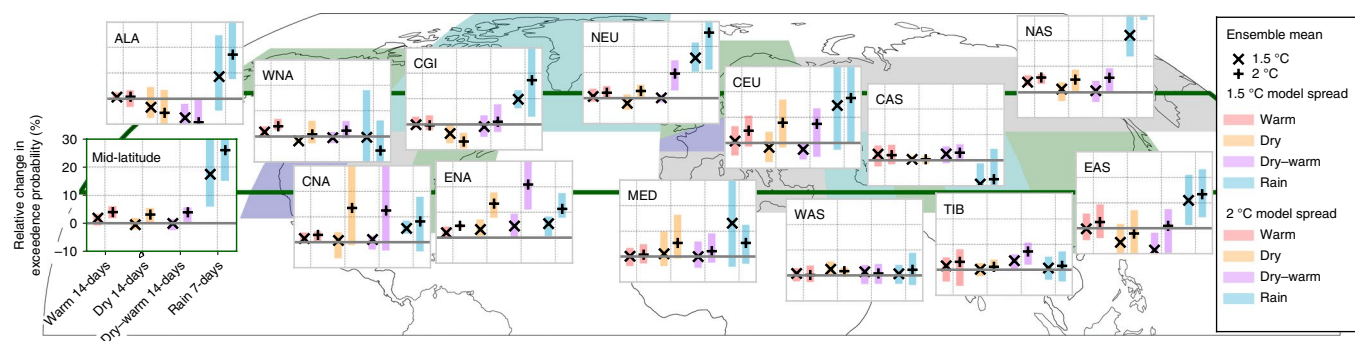 Relative change in
exceedence probability (%)
30
20
10
0
−10
Mid-latitude
Warm 14-days
Dry 14-days
Dry–warm 14-days
Rain 7-days
ALA
WNA
CGI
NEU
CEU
CAS
NAS
CNA
ENA
MED
WAS
TIB
EAS
Ensemble mean
1.5 °C
2 °C
1.5 °C model spread
Warm
Dry
Dry–warm
Rain
2 °C model spread
Warm
Dry
Dry–warm
Rain